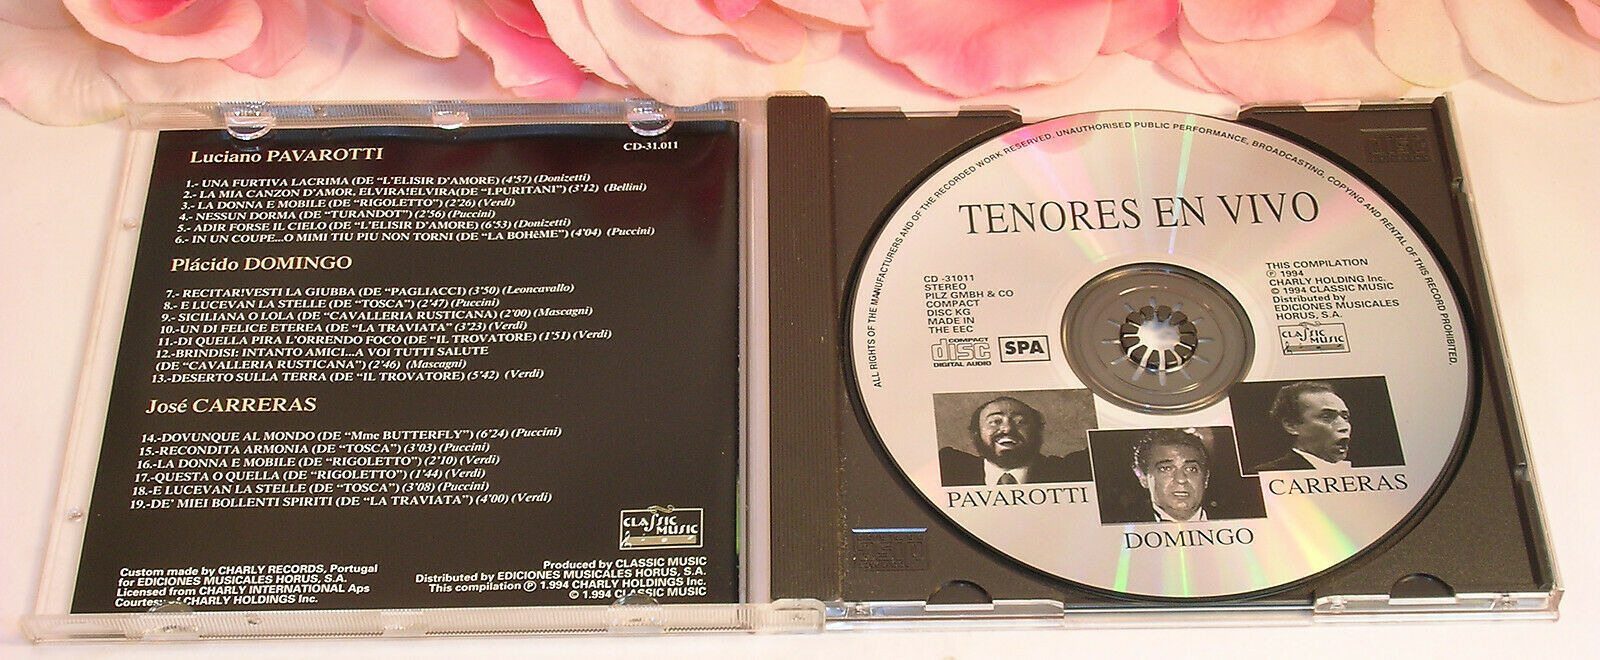 Luciano PAVAROTTI
CD-31.011
1.- UNA FURTIVA LACRIMA (DE "L'ELISIR D'AMORE) (4'57) (Donizetti)
2.- LA MIA CANZON D'AMOR, ELVIRA!ELVIRA(DE "I.PURITANI") (3'12) (Bellini)
3.- LA DONNA E MOBILE (DE "RIGOLETTO") (2'26) (Verdi)
4.- NESSUN DORMA (DE "TURANDOT") (2'56) (Puccini)
5.- ADIR FORSE IL CIELO (DE "L'ELISIR D'AMORE) (6'53) (Donizetti)
6.- IN UN COUPE...O MIMI TIU PIU NON TORNI (DE "LA BOHèME") (4'04) (Puccini)
Plácido DOMINGO
7.- RECITAR!VESTI LA GIUBBA (DE "PAGLIACCI) (3'50) (Leoncavallo)
8.- E LUCEVAN LA STELLE (DE "TOSCA") (2'47) (Puccini)
9.- SICILIANA O LOLA (DE "CAVALLERIA RUSTICANA) (2'00) (Mascagni)
10.-UN DI FELICE ETEREA (DE "LA TRAVIATA") (3'23) (Verdi)
11.-DI QUELLA PIRA L'ORRENDO FOCO (DE "IL TROVATORE) (1'51) (Verdi)
12.-BRINDISI: INTANTO AMICI...A VOI TUTTI SALUTE
(DE "CAVALLERIA RUSTICANA") (2'46) (Mascagni)
13.-DESERTO SULLA TERRA (DE "IL TROVATORE) (5'42) (Verdi)
José CARRERAS
14.-DOVUNQUE AL MONDO (DE "Mme BUTTERFLY") (6'24) (Puccini)
15.-RECONDITA ARMONIA (DE "TOSCA") (3'03) (Puccini)
16.-LA DONNA E MOBILE (DE "RIGOLETTO") (2'10) (Verdi)
17.-QUESTA O QUELLA (DE "RIGOLETTO") (1'44) (Verdi)
18.-E LUCEVAN LA STELLE (DE "TOSCA") (3'08) (Puccini)
19.-DE' MIEI BOLLENTI SPIRITI (DE "LA TRAVIATA") (4'00) (Verdi)
CLASSIC MUSIC
Custom made by CHARLY RECORDS, Portugal
for EDICIONES MUSICALES HORUS, S.A.
Licensed from CHARLY INTERNATIONAL Aps
Courtesy of CHARLY HOLDINGS Inc.
Produced by CLASSIC MUSIC
Distributed by EDICIONES MUSICALES HORUS, S.A.
This compilation ℗ 1.994 CHARLY HOLDINGS Inc.
© 1.994 CLASSIC MUSIC
ALL RIGHTS OF THE MANUFACTURERS AND OF THE RECORDED WORK RESERVED. UNAUTHORISED PUBLIC PERFORMANCE, BROADCASTING, COPYING AND RENTAL OF THIS RECORD PROHIBITED.
TENORES EN VIVO
CD -31011
STEREO
PILZ GMBH & CO
COMPACT
DISC KG
MADE IN
THE EEC
COMPACT
disc
DIGITAL AUDIO
SPA
THIS COMPILATION
℗ 1994
CHARLY HOLDING Inc.
© 1994 CLASSIC MUSIC
Distributed by
EDICIONES MUSICALES
HORUS, S.A.
CLASSIC MUSIC
PAVAROTTI
DOMINGO
CARRERAS